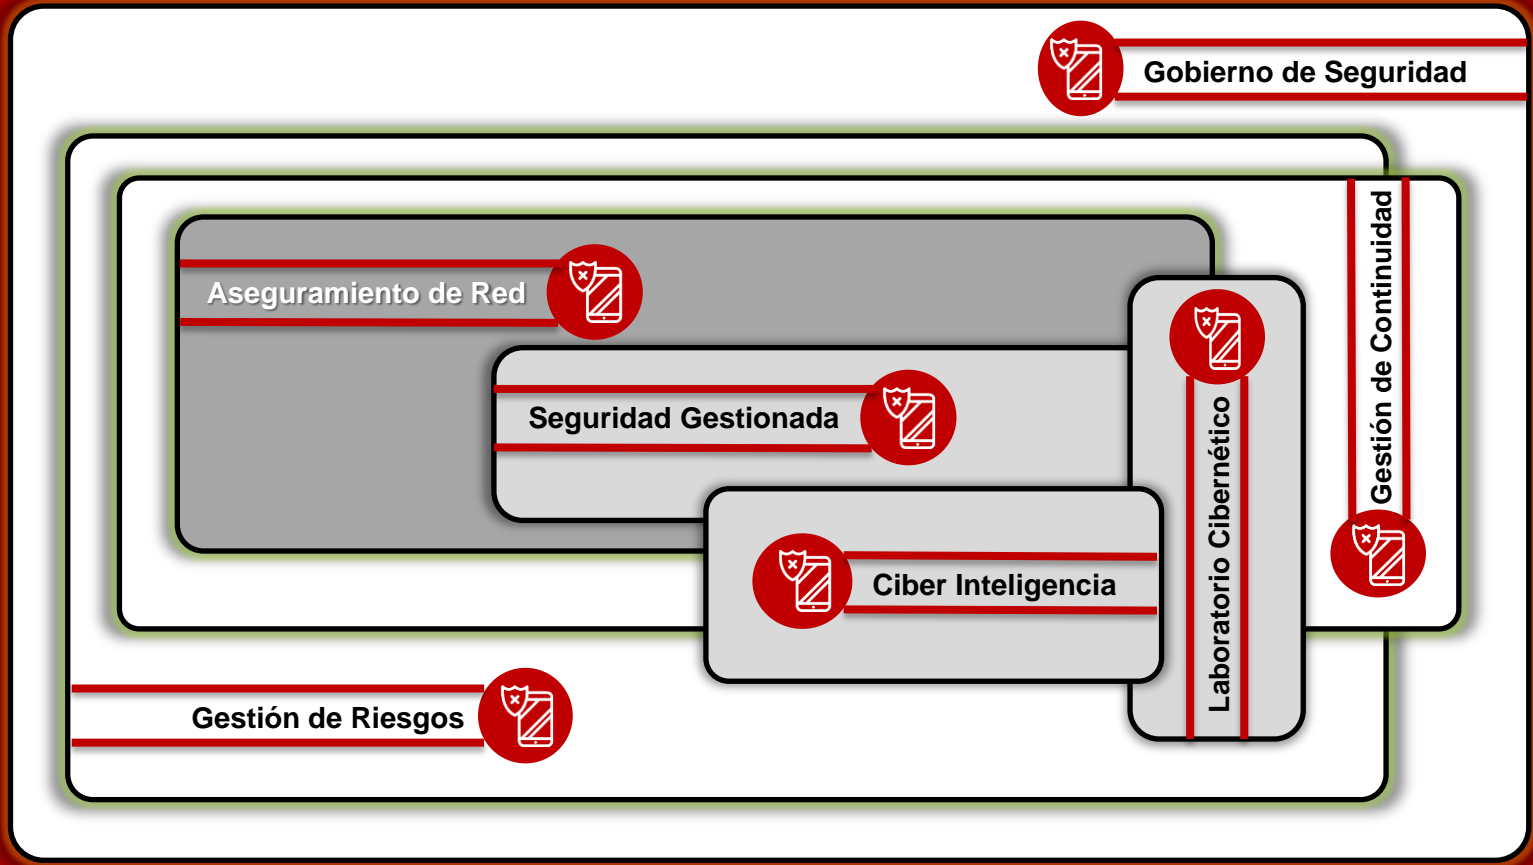 Gobierno de Seguridad
Aseguramiento de Red
Seguridad Gestionada
Ciber Inteligencia
Laboratorio Cibernético
Gestión de Continuidad
Gestión de Riesgos